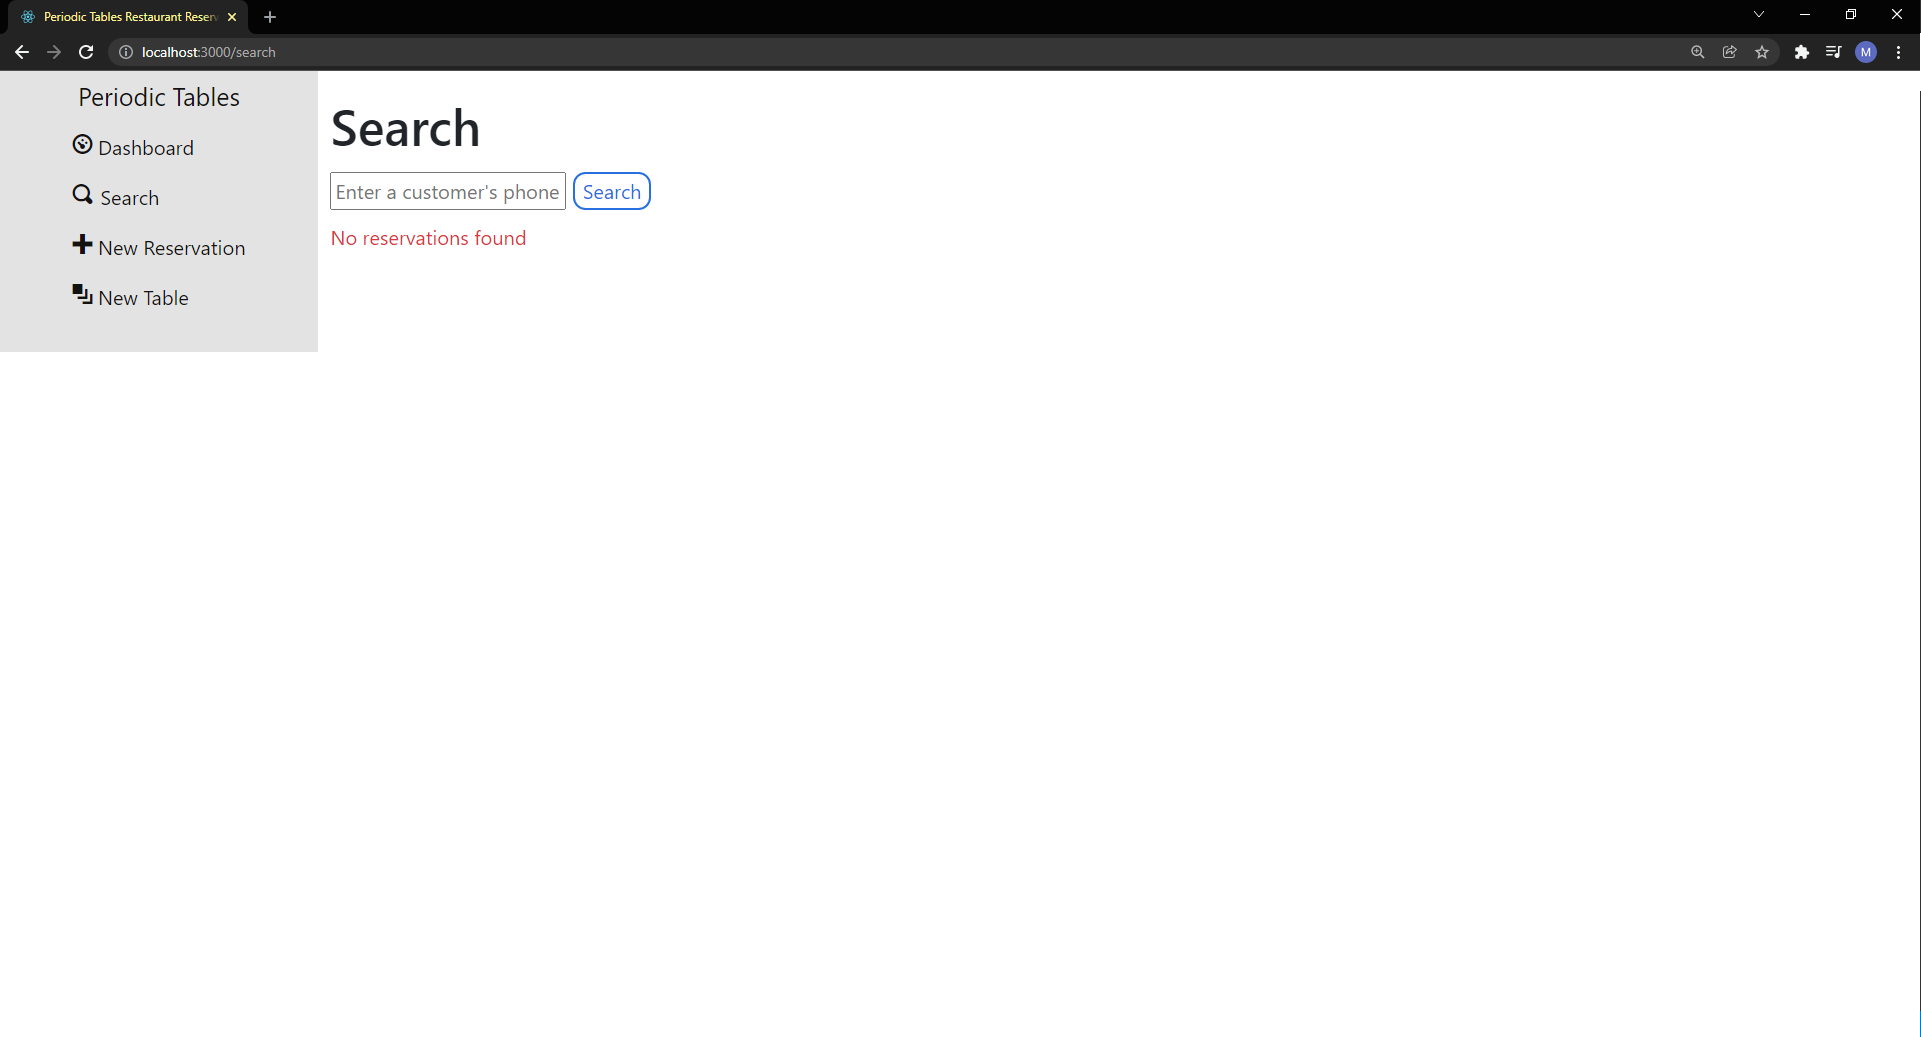 Periodic Tables Restaurant Reserv
localhost:3000/search
M
Periodic Tables
Dashboard
Search
New Reservation
New Table
Search
Enter a customer's phone
Search
No reservations found